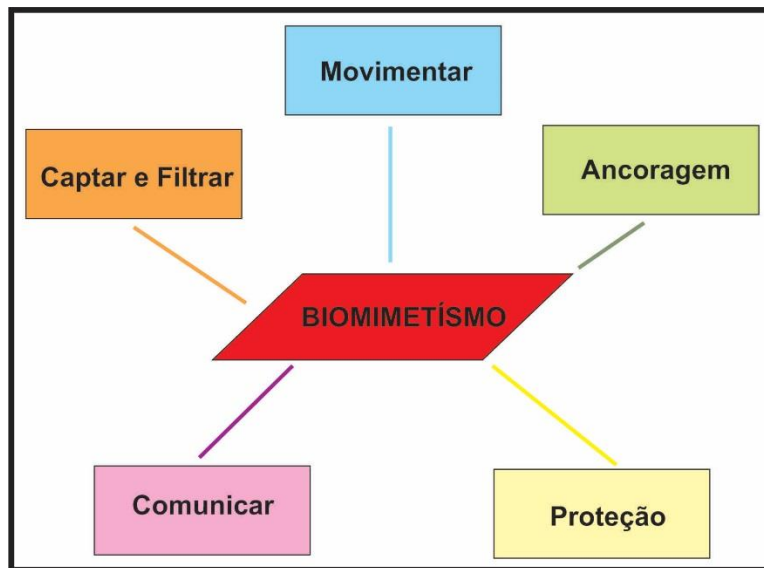 Movimentar
Captar e Filtrar
Ancoragem
BIOMIMETÍSMO
Comunicar
Proteção